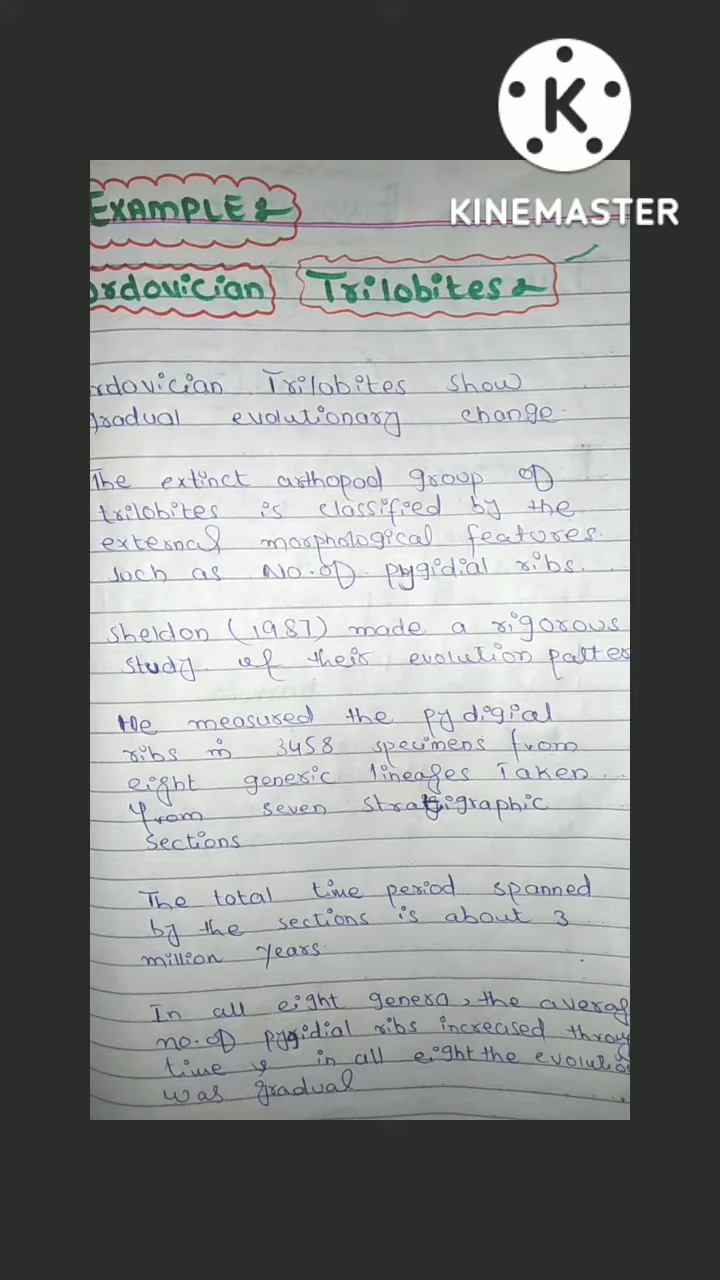 K
KINEMASTER
EXAMPLE :-
ordovician Trilobites :-
rdovician Trilobites show
gradual evolutionary change.
The extinct arthopod group of
trilobites is classified by the
external morphological features.
such as No. of pygidial ribs.
Sheldon (1987) made a rigorous
study of their evolution patter
He measured the pydigial
ribs in 3458 specimens from
eight generic lineages Taken
from seven stratigraphic
sections
The total time period spanned
by the sections is about 3
million years.
In all eight genera, the averag
no. of pygidial ribs increased throug
time & in all eight the evolutio
was gradual